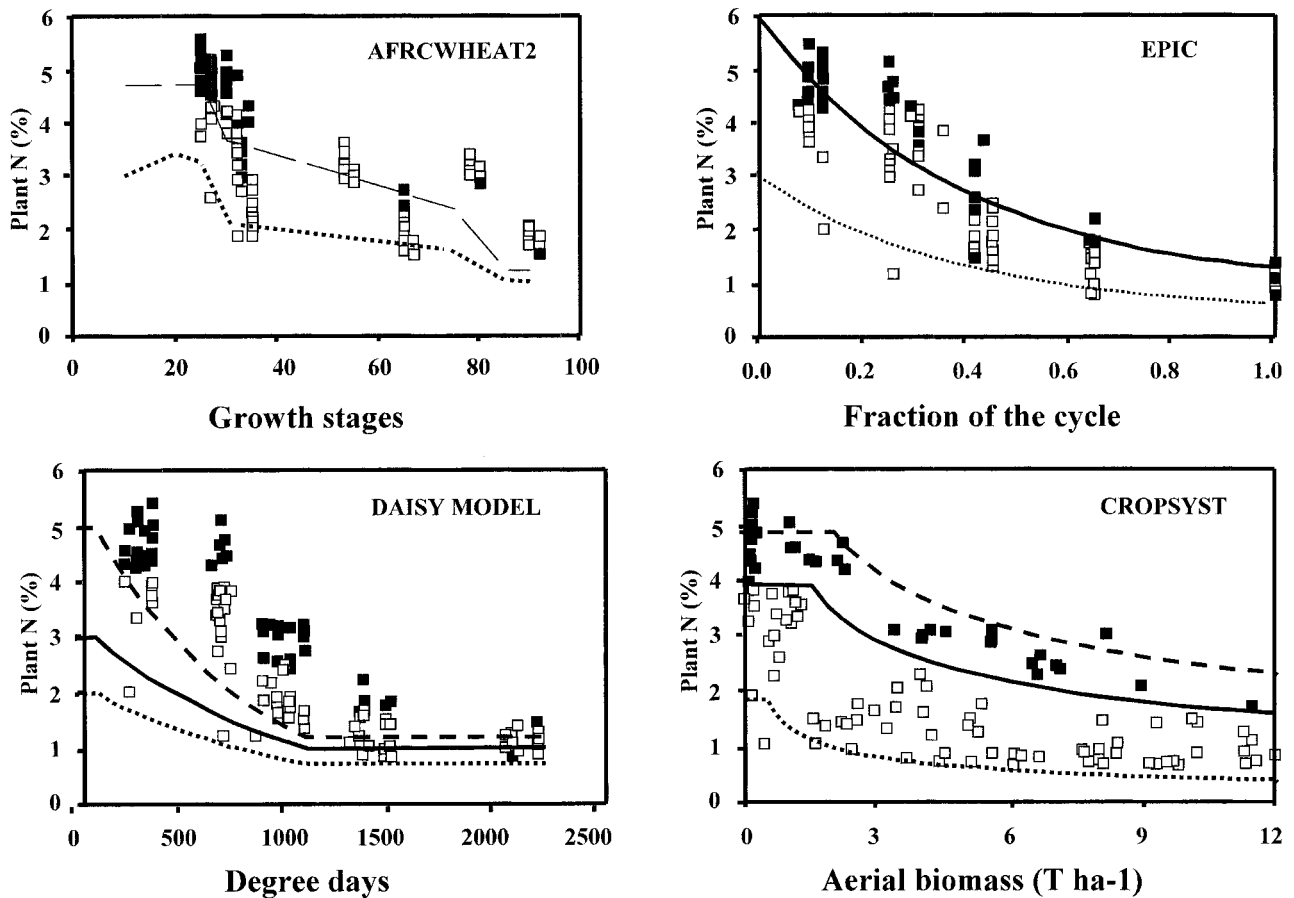 AFRCWHEAT2
Plant N (%)
6
5
4
3
2
1
0
0 20 40 60 80 100
Growth stages
EPIC
Plant N (%)
6
5
4
3
2
1
0
0.0 0.2 0.4 0.6 0.8 1.0
Fraction of the cycle
DAISY MODEL
Plant N (%)
6
5
4
3
2
1
0
0 500 1000 1500 2000 2500
Degree days
CROPSYST
Plant N (%)
6
5
4
3
2
1
0
0 3 6 9 12
Aerial biomass (T ha-1)